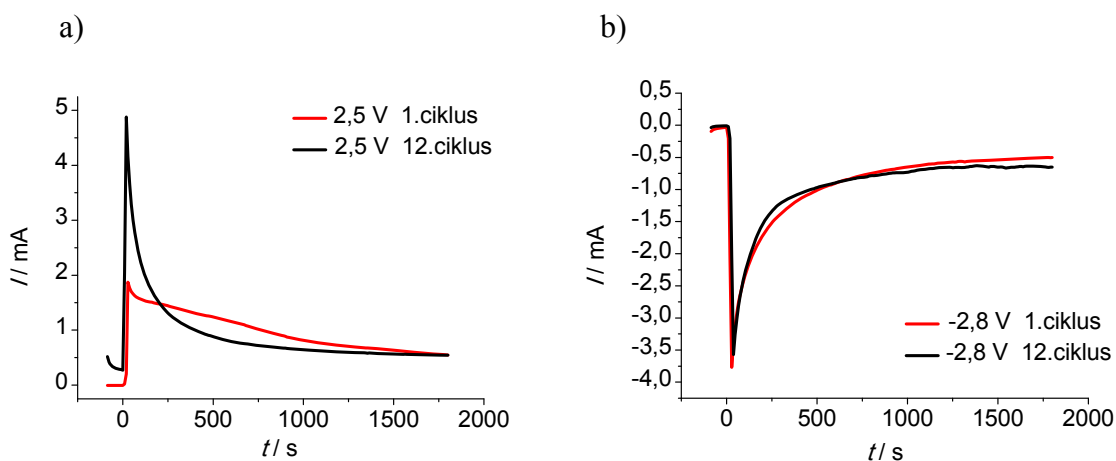 a)
2,5 V 1.ciklus
2,5 V 12.ciklus
5
4
3
2
1
0
I / mA
0 500 1000 1500 2000
t / s
b)
0,5
0,0
-0,5
-1,0
-1,5
-2,0
-2,5
-3,0
-3,5
-4,0
I / mA
-2,8 V 1.ciklus
-2,8 V 12.ciklus
0 500 1000 1500 2000
t / s